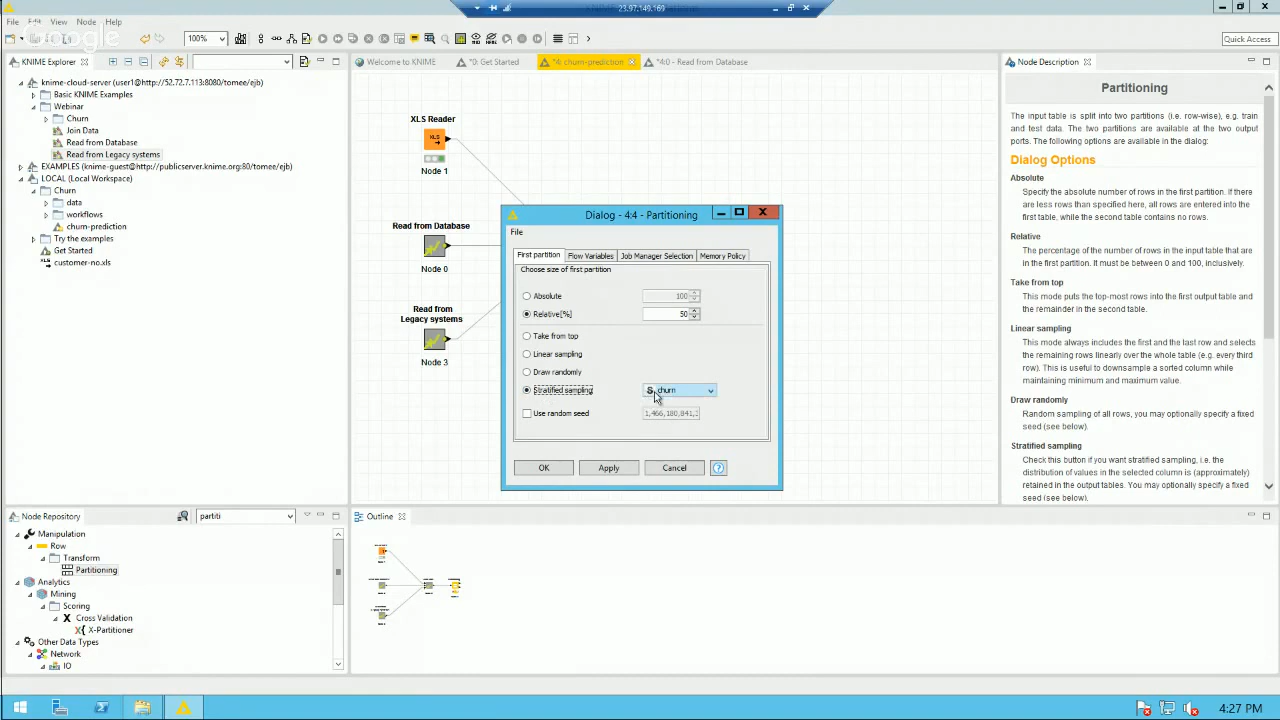 23.97.149.169
File
Edit
View
Node
Help
Google
100%
Quick Access
KNIME Explorer
knime-cloud-server (user1@http://52.72.7.113:8080/tomee/ejb)
Basic KNIME Examples
Webinar
Churn
Join Data
Read from Database
Read from Legacy systems
EXAMPLES (knime-guest@http://publicserver.knime.org:80/tomee/ejb)
LOCAL (Local Workspace)
Churn
data
workflows
churn-prediction
Try the examples
Get Started
customer-no.xls
Welcome to KNIME
*0: Get Started
*4: churn-prediction
*4:0 - Read from Database
XLS Reader
XLS
Node 1
Read from Database
Node 0
Read from
Legacy systems
Node 3
Dialog - 4:4 - Partitioning
File
First partition
Flow Variables
Job Manager Selection
Memory Policy
Choose size of first partition
Absolute
100
Relative[%]
50
Take from top
Linear sampling
Draw randomly
Stratified sampling
S churn
Use random seed
1,466,180,841,
OK
Apply
Cancel
?
Node Description
Partitioning
The input table is split into two partitions (i.e. row-wise), e.g. train
and test data. The two partitions are available at the two output
ports. The following options are available in the dialog:
Dialog Options
Absolute
Specify the absolute number of rows in the first partition. If there
are less rows than specified here, all rows are entered into the
first table, while the second table contains no rows.
Relative
The percentage of the number of rows in the input table that are
in the first partition. It must be between 0 and 100, inclusively.
Take from top
This mode puts the top-most rows into the first output table and
the remainder in the second table.
Linear sampling
This mode always includes the first and the last row and selects
the remaining rows linearly over the whole table (e.g. every third
row). This is useful to downsample a sorted column while
maintaining minimum and maximum value.
Draw randomly
Random sampling of all rows, you may optionally specify a fixed
seed (see below).
Stratified sampling
Check this button if you want stratified sampling, i.e. the
distribution of values in the selected column is (approximately)
retained in the output tables. You may optionally specify a fixed
seed (see below).
Node Repository
partiti
Manipulation
Row
Transform
Partitioning
Analytics
Mining
Scoring
Cross Validation
X-Partitioner
Other Data Types
Network
IO
Outline
4:27 PM